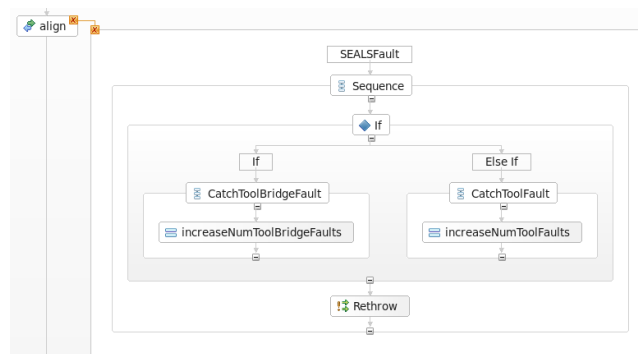 align
SEALSFault
Sequence
If
If
Else If
CatchToolBridgeFault
CatchToolFault
increaseNumToolBridgeFaults
increaseNumToolFaults
Rethrow